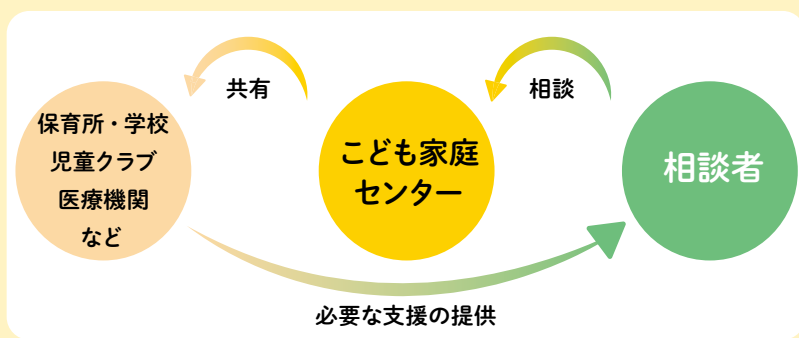 共有
相談
保育所・学校
児童クラブ
医療機関
など
こども家庭
センター
相談者
必要な支援の提供